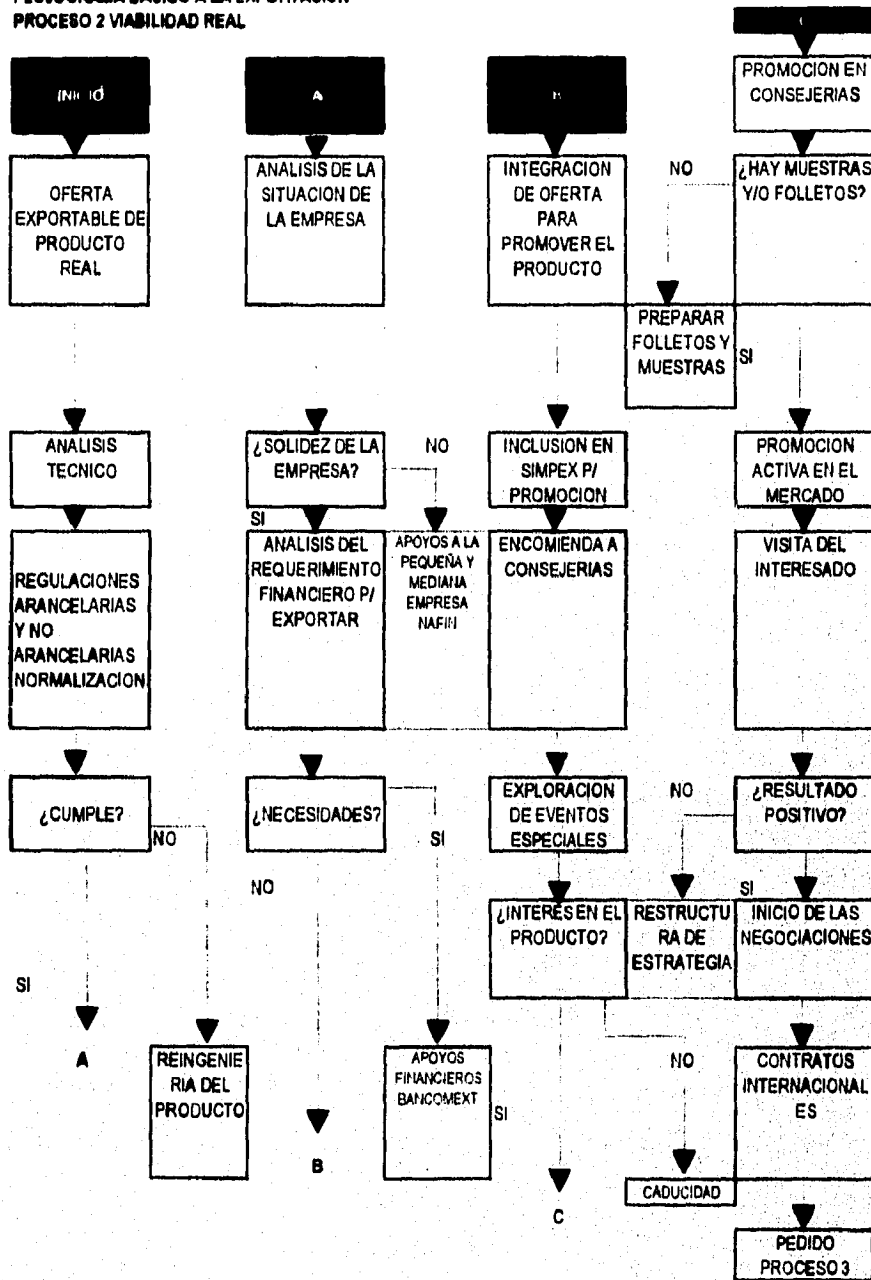 PROCESO 2 VIABILIDAD REAL
INICIO
OFERTA
EXPORTABLE DE
PRODUCTO
REAL
ANALISIS
TECNICO
REGULACIONES
ARANCELARIAS
Y NO
ARANCELARIAS
NORMALIZACION
¿CUMPLE?
NO
SI
A
REINGENIE
RIA DEL
PRODUCTO
A
ANALISIS DE LA
SITUACION DE
LA EMPRESA
¿SOLIDEZ DE LA
EMPRESA?
NO
SI
ANALISIS DEL
REQUERIMIENTO
FINANCIERO P/
EXPORTAR
APOYOS A LA
PEQUEÑA Y
MEDIANA
EMPRESA
NAFIN
¿NECESIDADES?
SI
NO
B
APOYOS
FINANCIEROS
BANCOMEXT
SI
INTEGRACION
DE OFERTA
PARA
PROMOVER EL
PRODUCTO
INCLUSION EN
SIMPEX P/
PROMOCION
ENCOMIENDA A
CONSEJERIAS
EXPLORACION
DE EVENTOS
ESPECIALES
¿INTERES EN EL
PRODUCTO?
NO
C
CADUCIDAD
PROMOCION EN
CONSEJERIAS
¿HAY MUESTRAS
Y/O FOLLETOS?
NO
PREPARAR
FOLLETOS Y
MUESTRAS
SI
PROMOCION
ACTIVA EN EL
MERCADO
VISITA DEL
INTERESADO
¿RESULTADO
POSITIVO?
NO
RESTRUCTU
RA DE
ESTRATEGIA
SI
INICIO DE LAS
NEGOCIACIONES
CONTRATOS
INTERNACIONAL
ES
PEDIDO
PROCESO 3